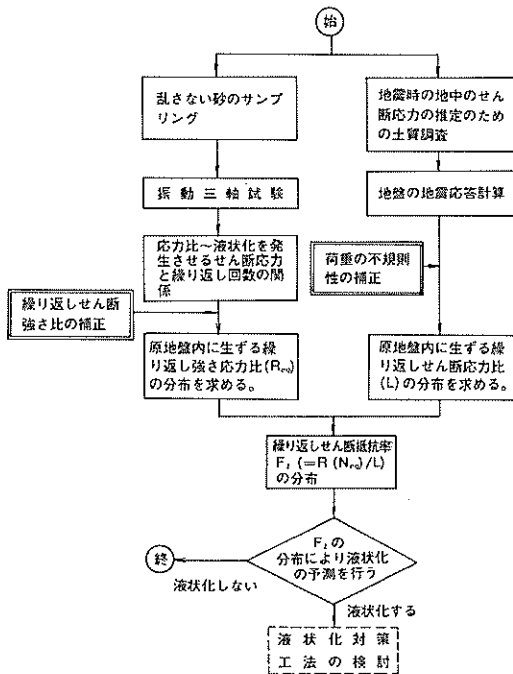 始
乱さない砂のサンプ
リング
地震時の地中のせん
断応力の推定のため
の土質調査
振動三軸試験
地盤の地震応答計算
応力比～液状化を発
生させるせん断応力
と繰り返し回数の関
係
荷重の不規則
性の補正
繰り返しせん断
強さ比の補正
原地盤内に生ずる繰
り返し強さ応力比(Req)
の分布を求める。
原地盤内に生ずる繰
り返しせん断応力比
(L)の分布を求める。
繰り返しせん断抵抗率
Fℓ (=R (Neq)/L)
の分布
Fℓの
分布により液状化
の予測を行う
終
液状化しない
液状化する
液状化対策
工法の検討